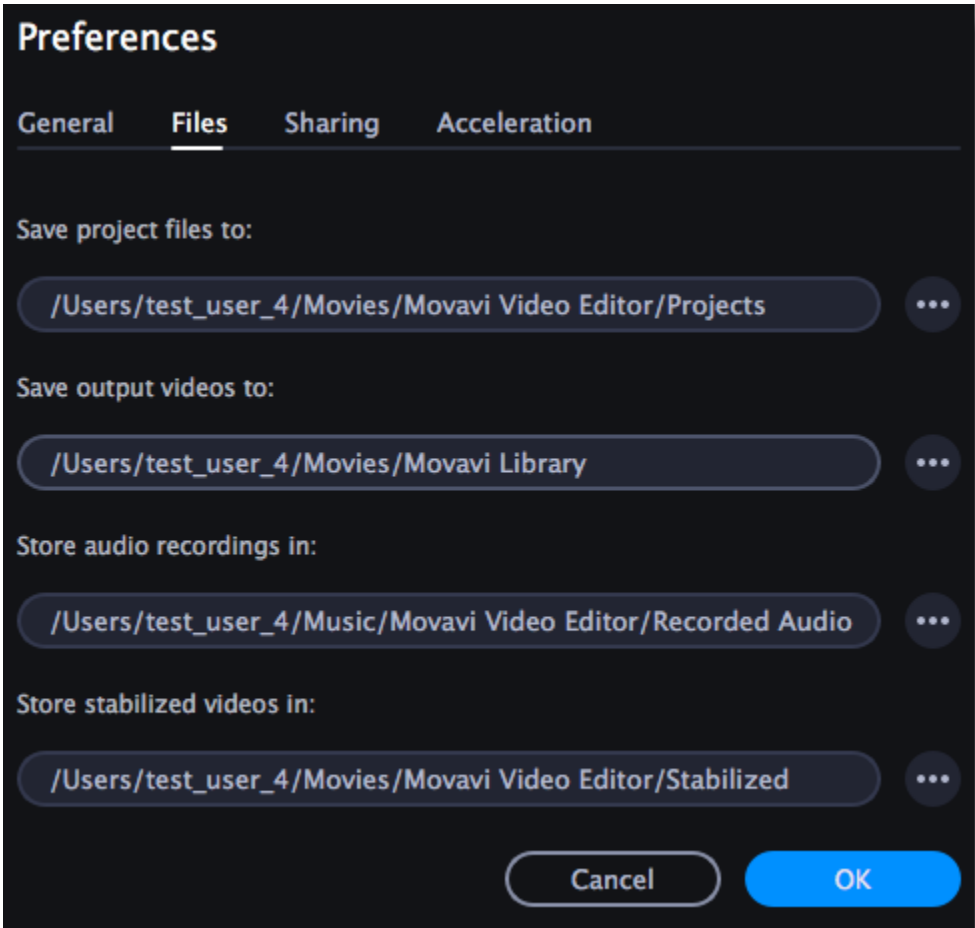 Preferences
General Files Sharing Acceleration
Save project files to:
/Users/test_user_4/Movies/Movavi Video Editor/Projects
Save output videos to:
/Users/test_user_4/Movies/Movavi Library
Store audio recordings in:
/Users/test_user_4/Music/Movavi Video Editor/Recorded Audio
Store stabilized videos in:
/Users/test_user_4/Movies/Movavi Video Editor/Stabilized
Cancel OK